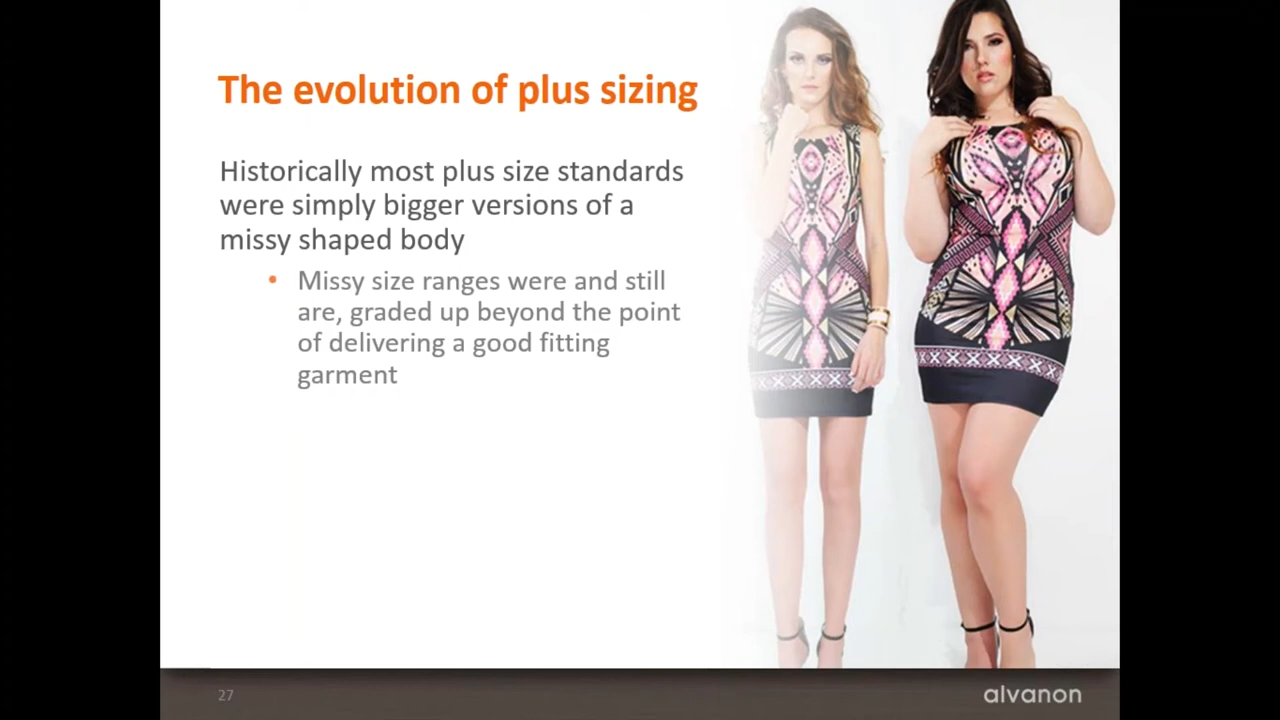 The evolution of plus sizing
Historically most plus size standards
were simply bigger versions of a
missy shaped body
• Missy size ranges were and still
are, graded up beyond the point
of delivering a good fitting
garment
27
alvanon